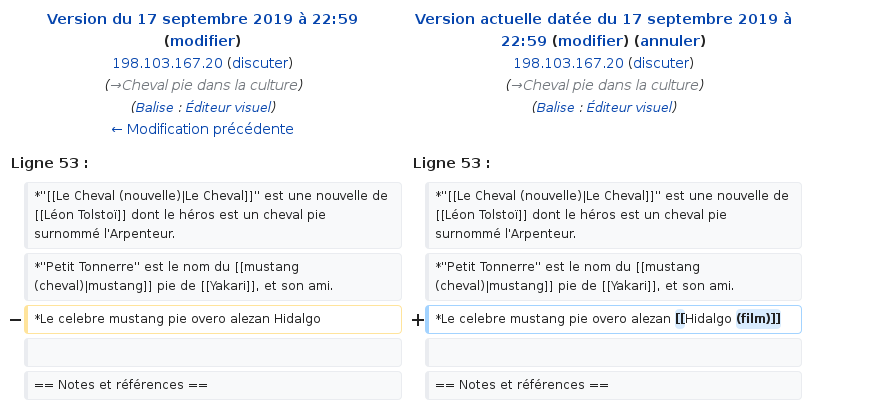 Version du 17 septembre 2019 à 22:59
(modifier)
198.103.167.20 (discuter)
(→Cheval pie dans la culture)
(Balise : Éditeur visuel)
← Modification précédente
Version actuelle datée du 17 septembre 2019 à
22:59 (modifier) (annuler)
198.103.167.20 (discuter)
(→Cheval pie dans la culture)
(Balise : Éditeur visuel)
Ligne 53 :
*''[[Le Cheval (nouvelle)|Le Cheval]]'' est une nouvelle de
[[Léon Tolstoï]] dont le héros est un cheval pie
surnommé l'Arpenteur.
*"Petit Tonnerre" est le nom du [[mustang
(cheval)|mustang]] pie de [[Yakari]], et son ami.
− *Le celebre mustang pie overo alezan Hidalgo
== Notes et références ==
Ligne 53 :
*''[[Le Cheval (nouvelle)|Le Cheval]]'' est une nouvelle de
[[Léon Tolstoï]] dont le héros est un cheval pie
surnommé l'Arpenteur.
*"Petit Tonnerre" est le nom du [[mustang
(cheval)|mustang]] pie de [[Yakari]], et son ami.
+ *Le celebre mustang pie overo alezan [[Hidalgo (film)]]
== Notes et références ==